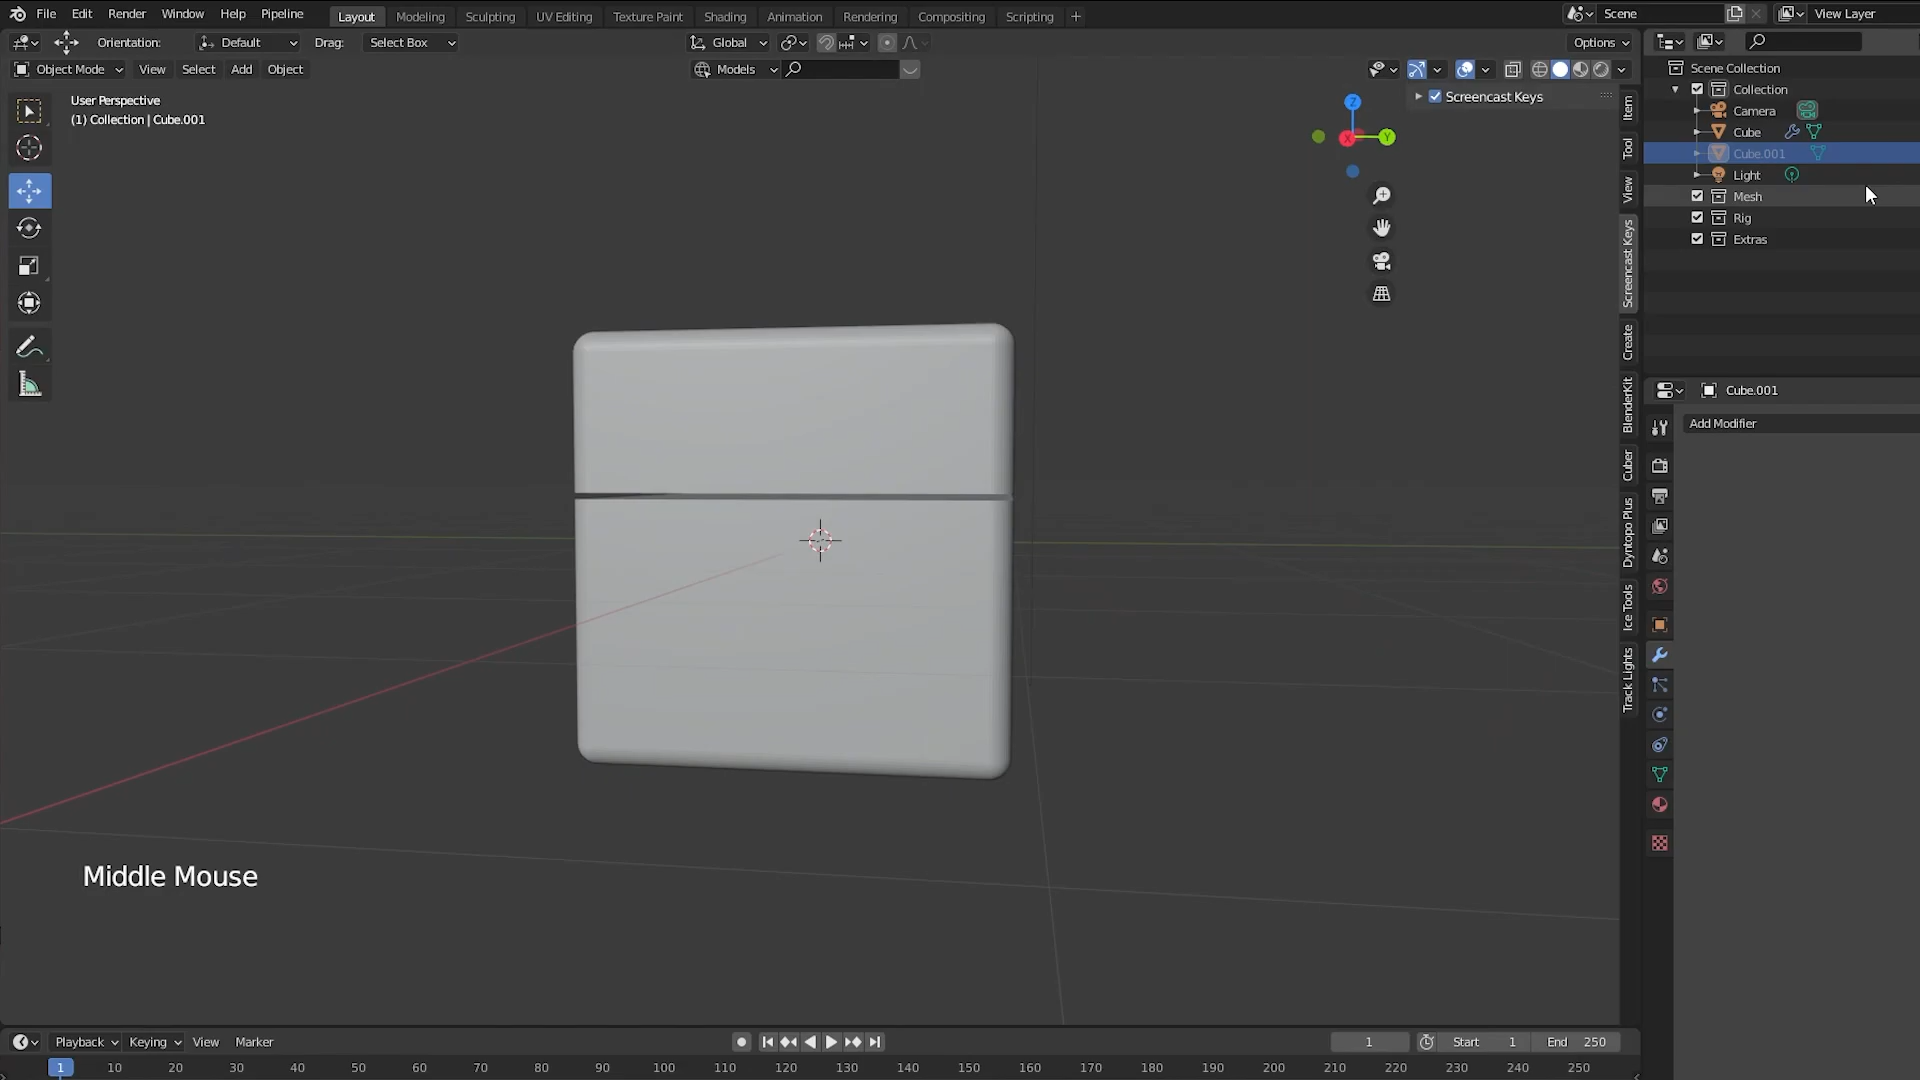 File Edit Render Window Help Pipeline Layout Modeling Sculpting UV Editing Texture Paint Shading Animation Rendering Compositing Scripting + Scene View Layer
Orientation: Default Drag: Select Box Global Options
Object Mode View Select Add Object Models
User Perspective
(1) Collection | Cube.001
Z
Y
X
Screencast Keys
Item
Tool
View
Screencast Keys
Create
BlenderKit
Cuber
Dyntopo Plus
Ice Tools
Track Lights
Scene Collection
Collection
Camera
Cube
Cube.001
Light
Mesh
Rig
Extras
Cube.001
Add Modifier
Middle Mouse
Playback Keying View Marker 1 Start 1 End 250
1 10 20 30 40 50 60 70 80 90 100 110 120 130 140 150 160 170 180 190 200 210 220 230 240 250